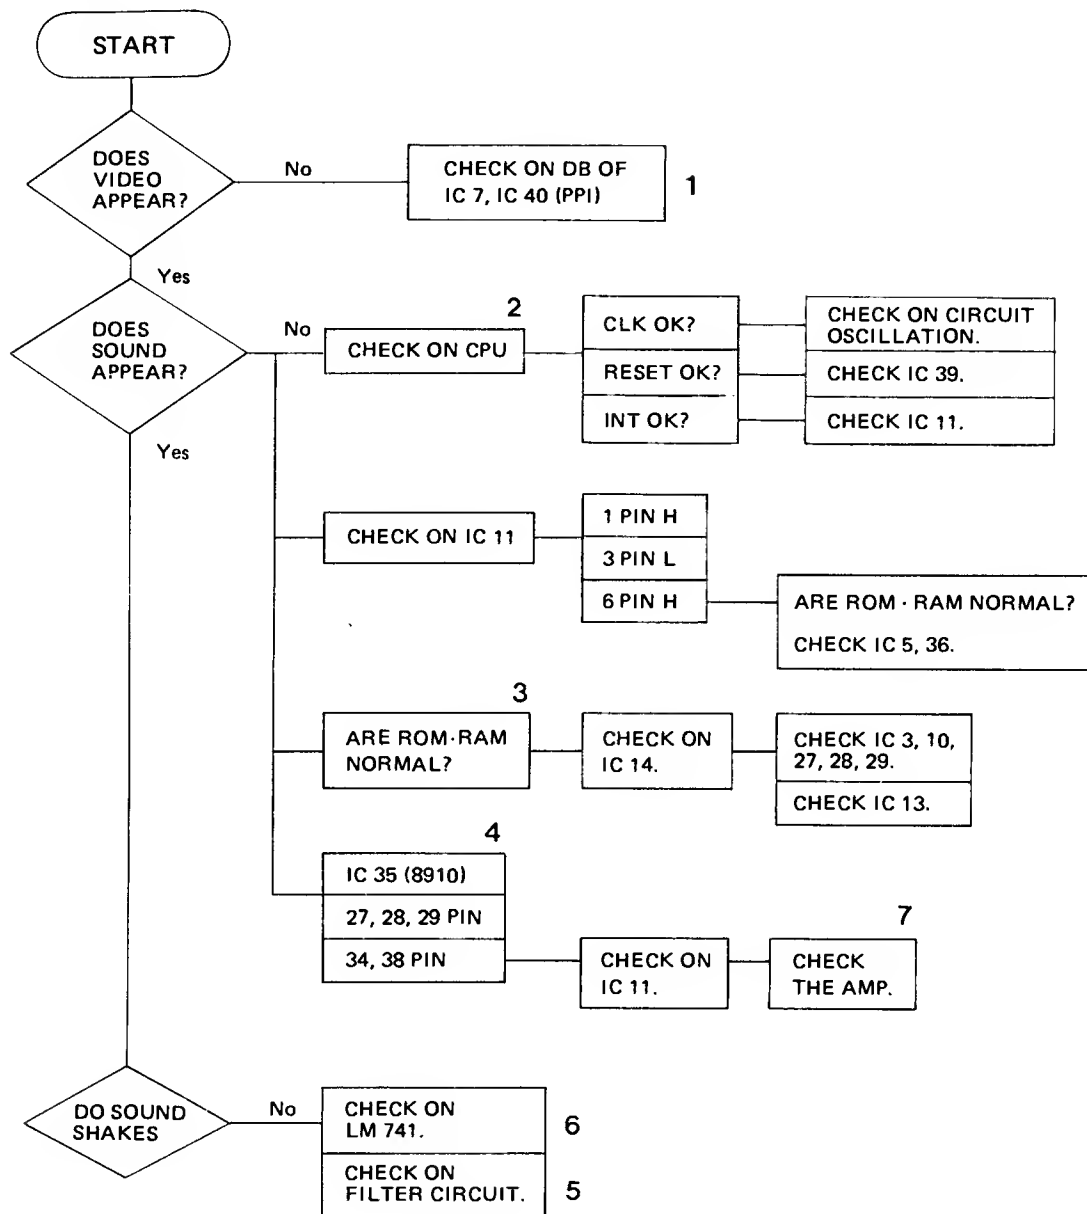 START
DOES
VIDEO
APPEAR?
No
CHECK ON DB OF
IC 7, IC 40 (PPI)
1
Yes
DOES
SOUND
APPEAR?
No
2
CHECK ON CPU
CLK OK?
CHECK ON CIRCUIT
OSCILLATION.
RESET OK?
CHECK IC 39.
INT OK?
CHECK IC 11.
Yes
CHECK ON IC 11
1 PIN H
3 PIN L
6 PIN H
ARE ROM · RAM NORMAL?
CHECK IC 5, 36.
3
ARE ROM·RAM
NORMAL?
CHECK ON
IC 14.
CHECK IC 3, 10,
27, 28, 29.
CHECK IC 13.
4
IC 35 (8910)
27, 28, 29 PIN
34, 38 PIN
CHECK ON
IC 11.
7
CHECK
THE AMP.
DO SOUND
SHAKES
No
CHECK ON
LM 741.
6
CHECK ON
FILTER CIRCUIT.
5